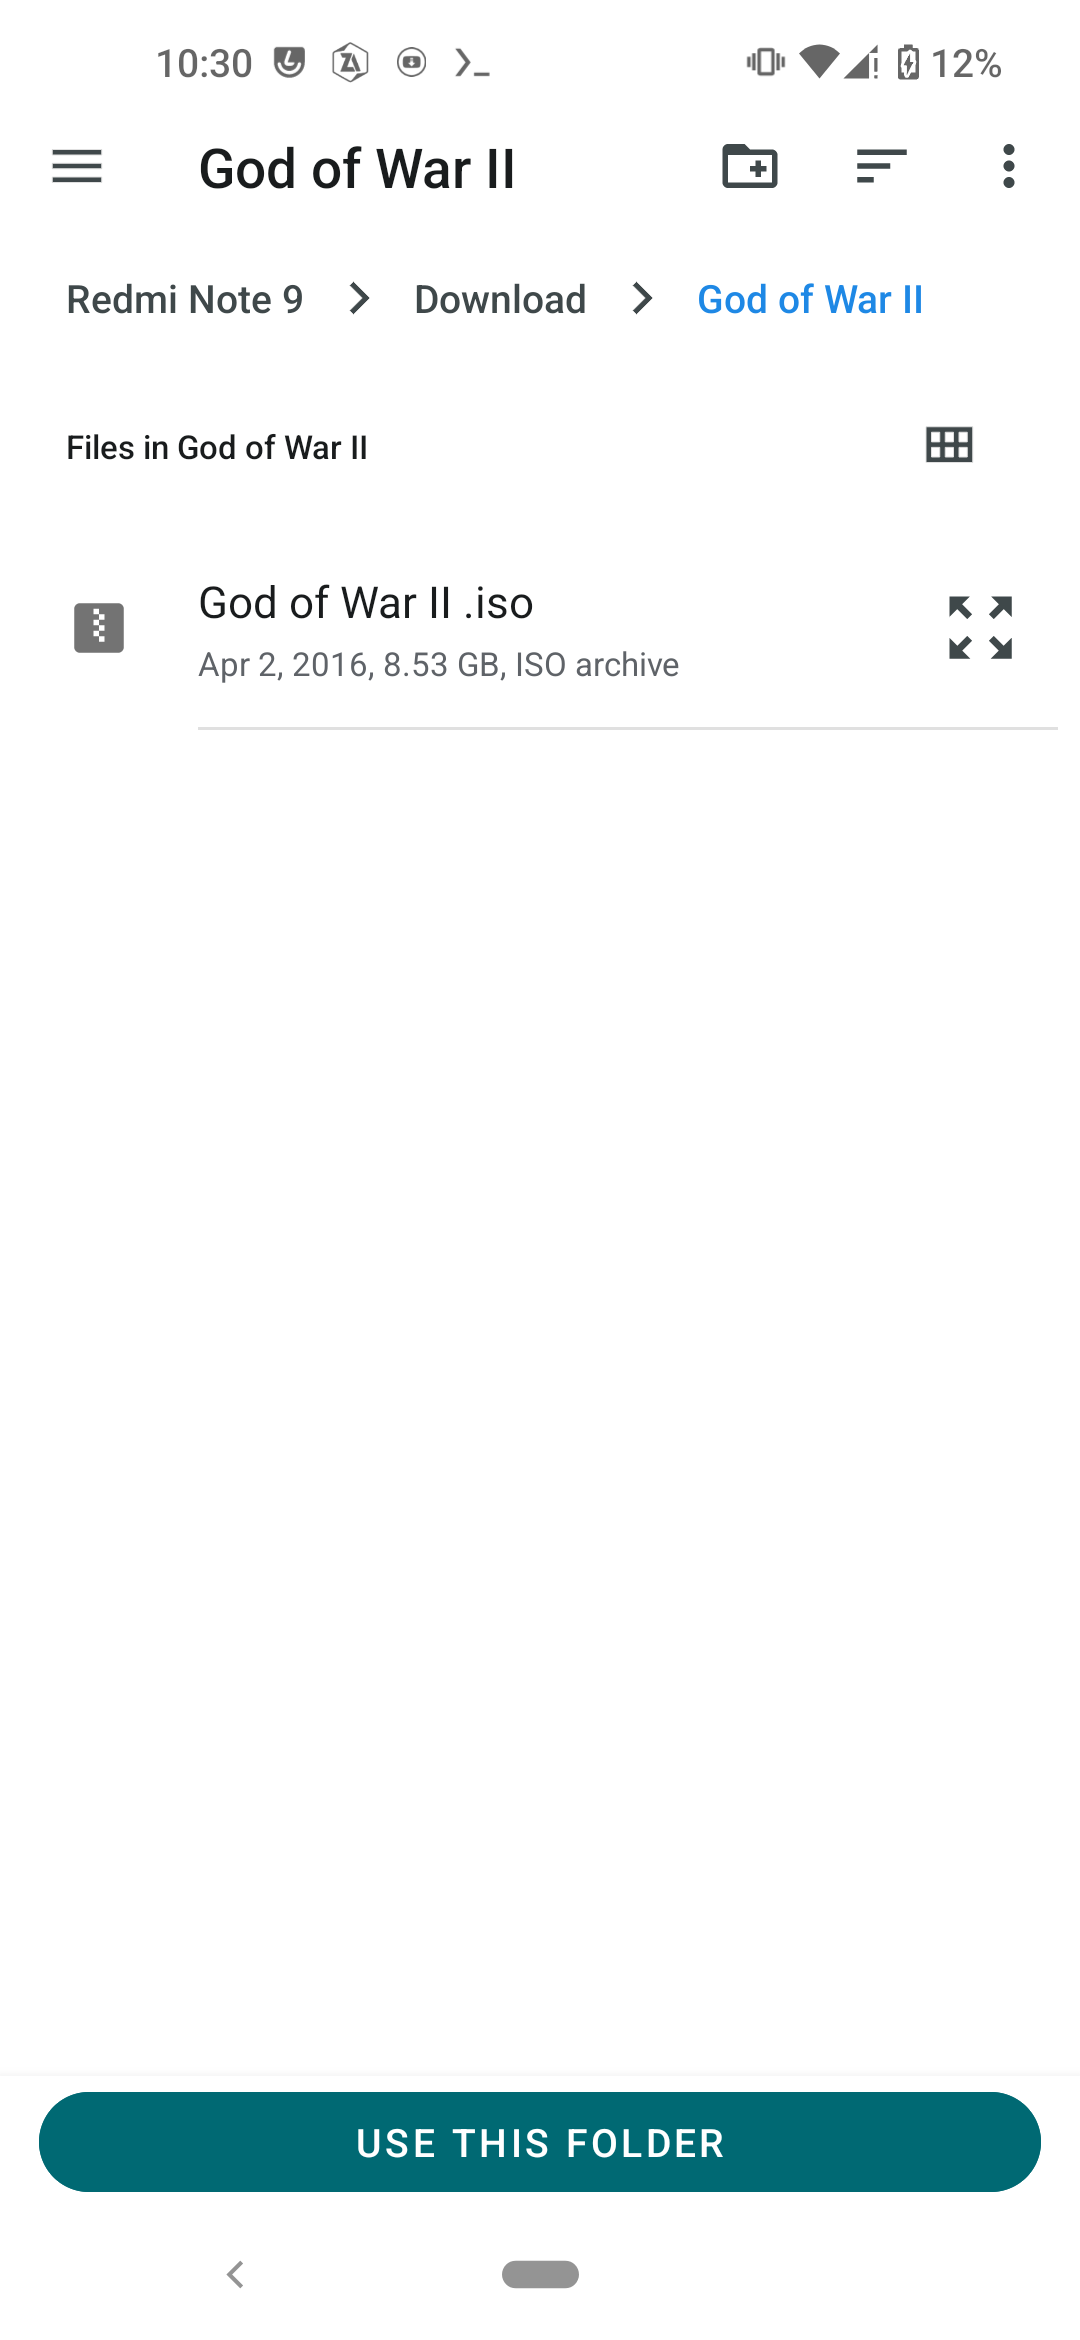 10:30
12%
God of War II
Redmi Note 9 Download God of War II
Files in God of War II
God of War II .iso
Apr 2, 2016, 8.53 GB, ISO archive
USE THIS FOLDER